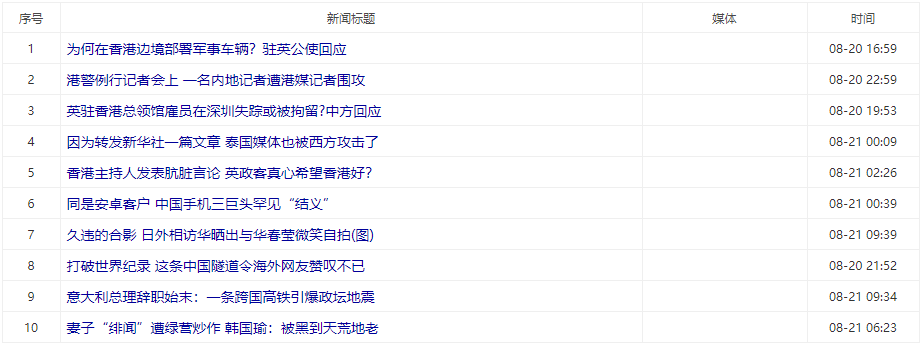 序号 新闻标题 媒体 时间
1 为何在香港边境部署军事车辆？驻英公使回应 08-20 16:59
2 港警例行记者会上 一名内地记者遭港媒记者围攻 08-20 22:59
3 英驻香港总领馆雇员在深圳失踪或被拘留?中方回应 08-20 19:53
4 因为转发新华社一篇文章 泰国媒体也被西方攻击了 08-21 00:09
5 香港主持人发表肮脏言论 英政客真心希望香港好? 08-21 02:26
6 同是安卓客户 中国手机三巨头罕见“结义” 08-21 00:39
7 久违的合影 日外相访华晒出与华春莹微笑自拍(图) 08-21 09:39
8 打破世界纪录 这条中国隧道令海外网友赞叹不已 08-20 21:52
9 意大利总理辞职始末：一条跨国高铁引爆政坛地震 08-21 09:34
10 妻子“绯闻”遭绿营炒作 韩国瑜：被黑到天荒地老 08-21 06:23